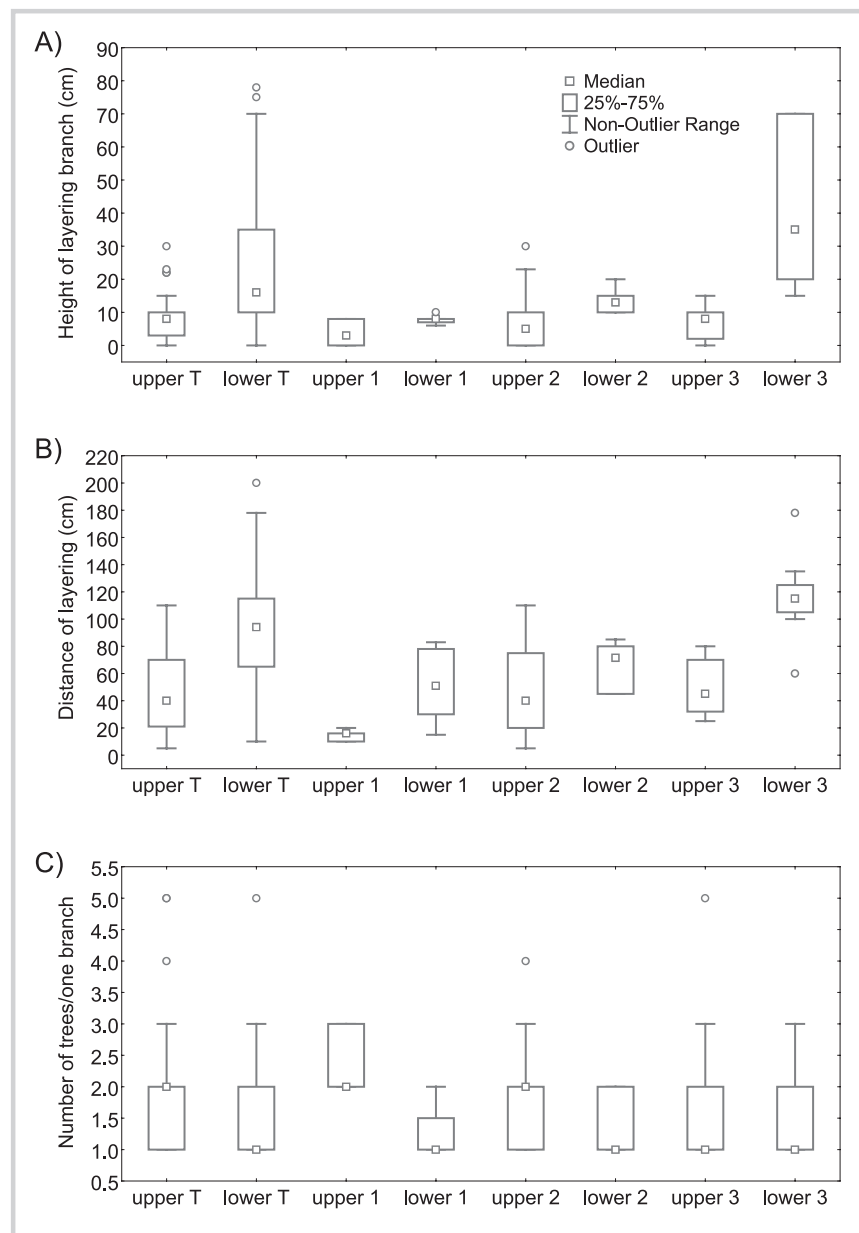 A)
Height of layering branch (cm)
90
80
70
60
50
40
30
20
10
0
Median
25%-75%
Non-Outlier Range
Outlier
upper T lower T upper 1 lower 1 upper 2 lower 2 upper 3 lower 3
B)
Distance of layering (cm)
220
200
180
160
140
120
100
80
60
40
20
0
upper T lower T upper 1 lower 1 upper 2 lower 2 upper 3 lower 3
C)
Number of trees/one branch
5.5
5.0
4.5
4.0
3.5
3.0
2.5
2.0
1.5
1.0
0.5
upper T lower T upper 1 lower 1 upper 2 lower 2 upper 3 lower 3